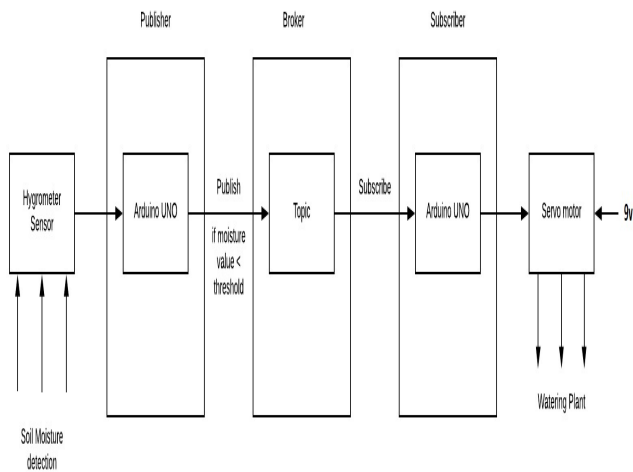 Publisher
Broker
Subscriber
Hygrometer
Sensor
Arduino UNO
Publish
if moisture
value <
threshold
Topic
Subscribe
Arduino UNO
Servo motor
9v
Soil Moisture
detection
Watering Plant